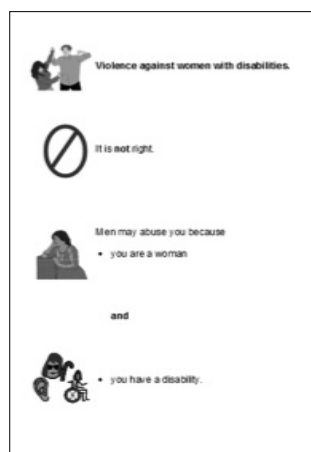 Violence against women with disabilities.
It is not right.
Men may abuse you because
• you are a woman
and
• you have a disability.